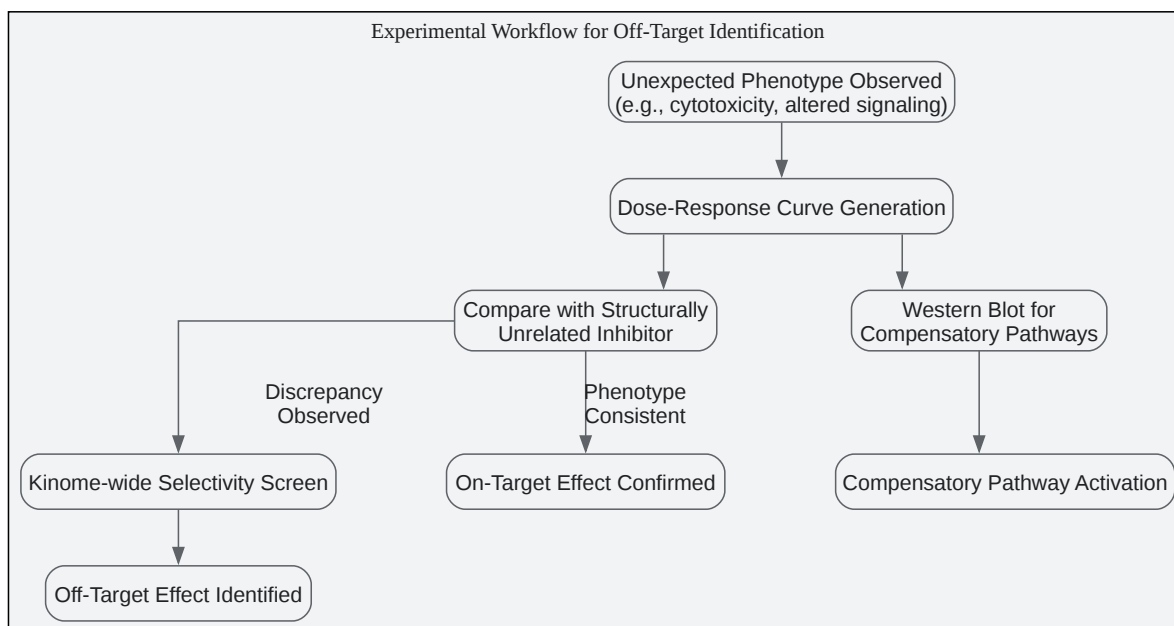 Experimental Workflow for Off-Target Identification
Unexpected Phenotype Observed
(e.g., cytotoxicity, altered signaling)
Dose-Response Curve Generation
Compare with Structurally
Unrelated Inhibitor
Western Blot for
Compensatory Pathways
Discrepancy
Observed
Phenotype
Consistent
Kinome-wide Selectivity Screen
On-Target Effect Confirmed
Compensatory Pathway Activation
Off-Target Effect Identified